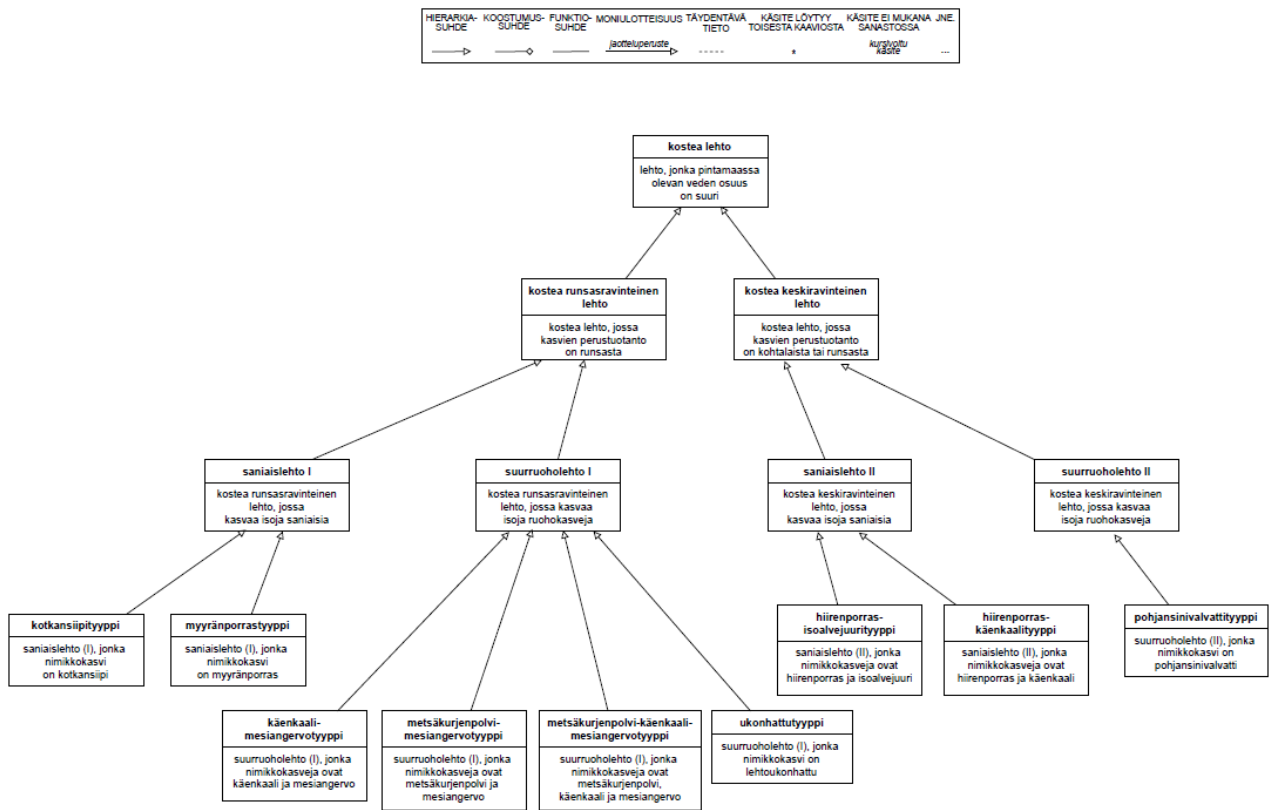 HIERARKIA-
SUHDE
KOOSTUMUS-
SUHDE
FUNKTIO-
SUHDE
MONIULOTTEISUUS
jaotteluperuste
TÄYDENTÄVÄ
TIETO
KÄSITE LÖYTYY
TOISESTA KAAVIOSTA
*
KÄSITE EI MUKANA
SANASTOSSA
kursivoitu
käsite
JNE.
...
kostea lehto
lehto, jonka pintamaassa
olevan veden osuus
on suuri
kostea runsasravinteinen
lehto
kostea lehto, jossa
kasvien perustuotanto
on runsasta
kostea keskiravinteinen
lehto
kostea lehto, jossa
kasvien perustuotanto
on kohtalaista tai runsasta
saniaislehto I
kostea runsasravinteinen
lehto, jossa
kasvaa isoja saniaisia
suurruoholehto I
kostea runsasravinteinen
lehto, jossa kasvaa
isoja ruohokasveja
saniaislehto II
kostea keskiravinteinen
lehto, jossa
kasvaa isoja saniaisia
suurruoholehto II
kostea keskiravinteinen
lehto, jossa kasvaa
isoja ruohokasveja
kotkansiipityyppi
saniaislehto (I), jonka
nimikkokasvi
on kotkansiipi
myyränporrastyyppi
saniaislehto (I), jonka
nimikkokasvi
on myyränporras
hiirenporras-
isoalvejuurityyppi
saniaislehto (II), jonka
nimikkokasveja ovat
hiirenporras ja isoalvejuuri
hiirenporras-
käenkaalityyppi
saniaislehto (II), jonka
nimikkokasveja ovat
hiirenporras ja käenkaali
pohjansinivalvattityyppi
suurruoholehto (II), jonka
nimikkokasvi on
pohjansinivalvatti
käenkaali-
mesiangervotyyppi
suurruoholehto (I), jonka
nimikkokasveja ovat
käenkaali ja mesiangervo
metsäkurjenpolvi-
mesiangervotyyppi
suurruoholehto (I), jonka
nimikkokasveja ovat
metsäkurjenpolvi ja
mesiangervo
metsäkurjenpolvi-käenkaali-
mesiangervotyyppi
suurruoholehto (I), jonka
nimikkokasveja ovat
metsäkurjenpolvi,
käenkaali ja mesiangervo
ukonhattutyyppi
suurruoholehto (I), jonka
nimikkokasvi on
lehtoukonhattu